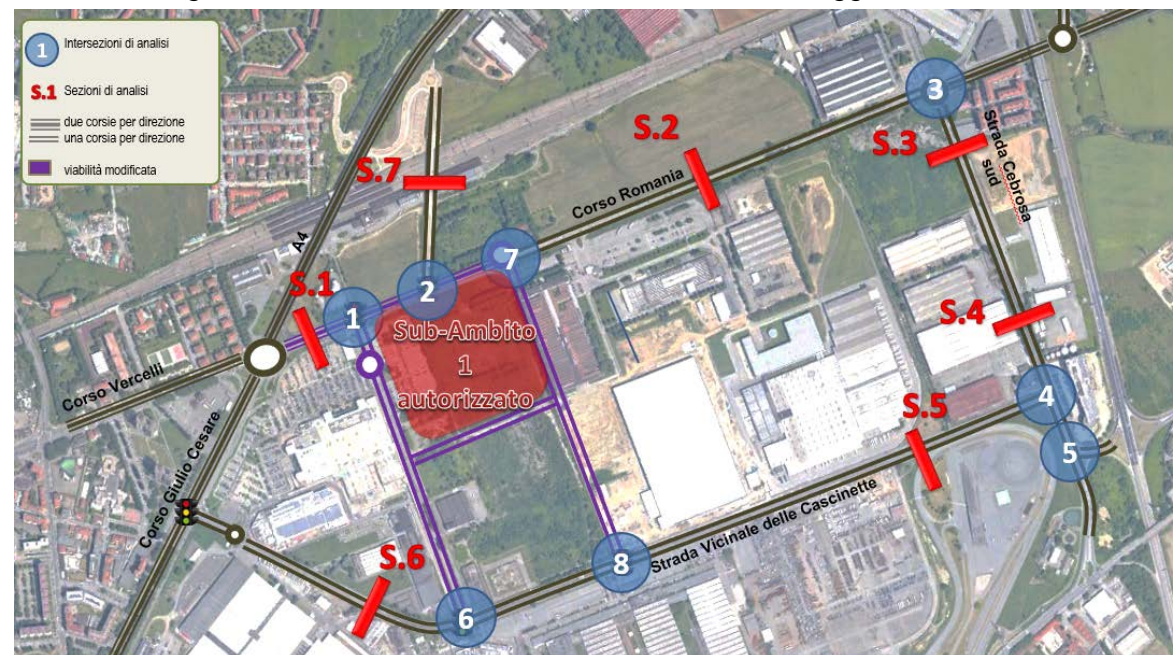 1 Intersezioni di analisi
S.1 Sezioni di analisi
due corsie per direzione
una corsia per direzione
viabilità modificata
3
S.2
S.3
Strada Cebrosa
sud
S.7
Corso Romania
A4
7
2
S.1
1
Sub-Ambito
1
autorizzato
S.4
Corso Vercelli
4
S.5
5
Corso Giulio Cesare
Strada Vicinale delle Cascinette
8
S.6
6